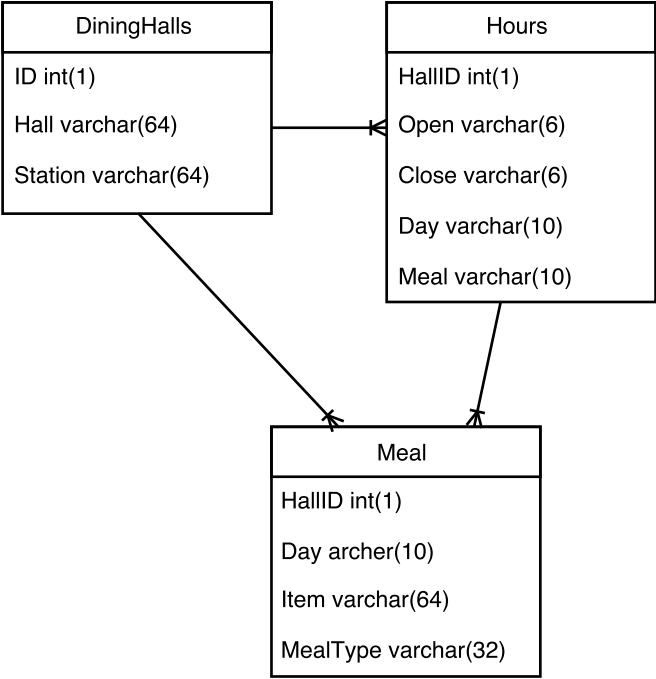 DiningHalls
ID int(1)
Hall varchar(64)
Station varchar(64)
Hours
HallID int(1)
Open varchar(6)
Close varchar(6)
Day varchar(10)
Meal varchar(10)
Meal
HallID int(1)
Day archer(10)
Item varchar(64)
MealType varchar(32)